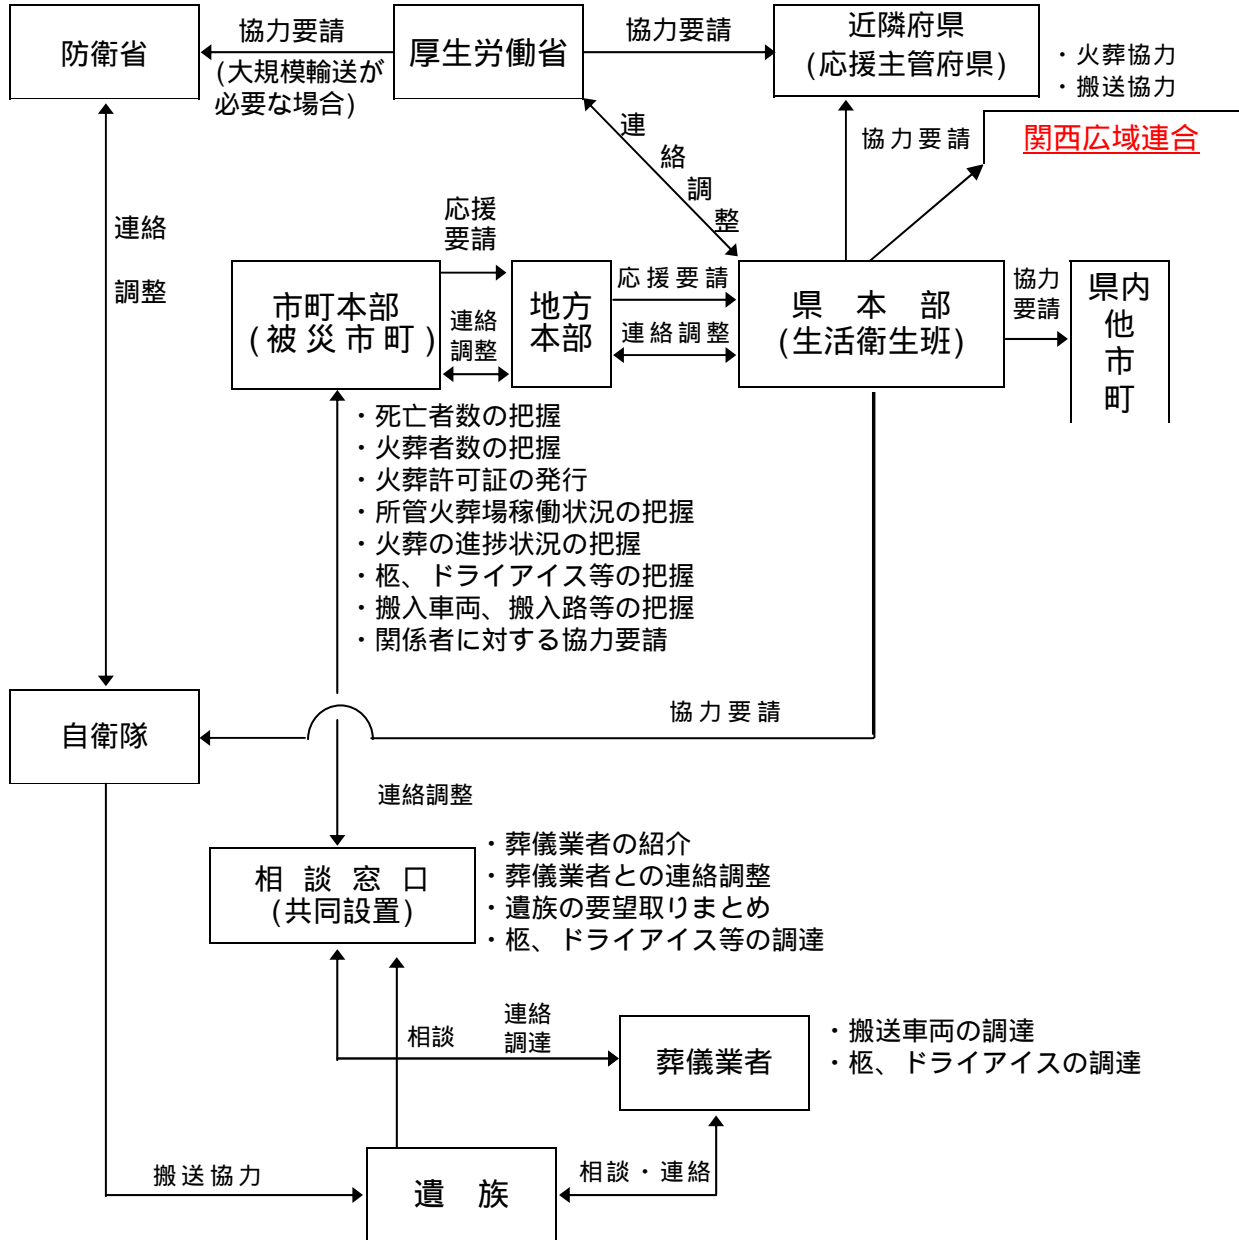 防衛省
協力要請
(大規模輸送が
必要な場合)
厚生労働省
協力要請
近隣府県
(応援主管府県)
・火葬協力
・搬送協力
協力要請
関西広域連合
連絡調整
連絡
調整
応援
要請
市町本部
(被災市町)
連絡
調整
地方
本部
応援要請
連絡調整
県 本 部
(生活衛生班)
協力
要請
県内
他
市
町
・死亡者数の把握
・火葬者数の把握
・火葬許可証の発行
・所管火葬場稼働状況の把握
・火葬の進捗状況の把握
・柩、ドライアイス等の把握
・搬入車両、搬入路等の把握
・関係者に対する協力要請
自衛隊
協力要請
連絡調整
相 談 窓 口
(共同設置)
・葬儀業者の紹介
・葬儀業者との連絡調整
・遺族の要望取りまとめ
・柩、ドライアイス等の調達
相談
連絡
調達
葬儀業者
・搬送車両の調達
・柩、ドライアイスの調達
搬送協力
遺 族
相談・連絡